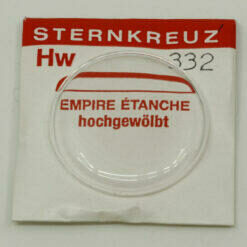 STERNKREUZ
Hw 332
EMPIRE ÉTANCHE
hochgewölbt